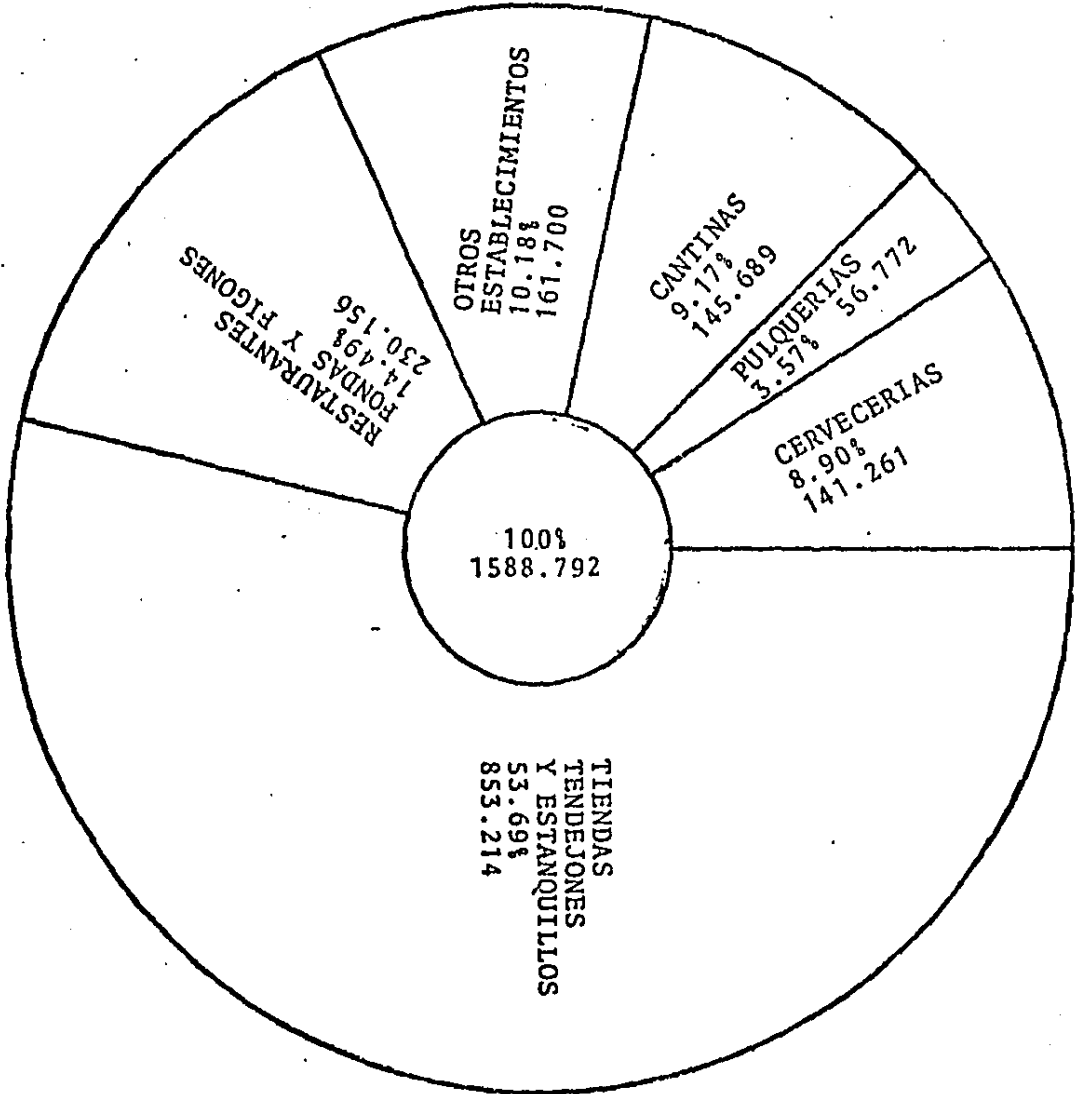 100%
1588.792
OTROS
ESTABLECIMIENTOS
10.18%
161.700
CANTINAS
9.17%
145.689
PULQUERIAS
3.57% 56.772
CERVECERIAS
8.90%
141.261
TIENDAS
TENDEJONES
Y ESTANQUILLOS
53.69%
853.214
RESTAURANTES
FONDAS Y FIGONES
14.49%
230.156